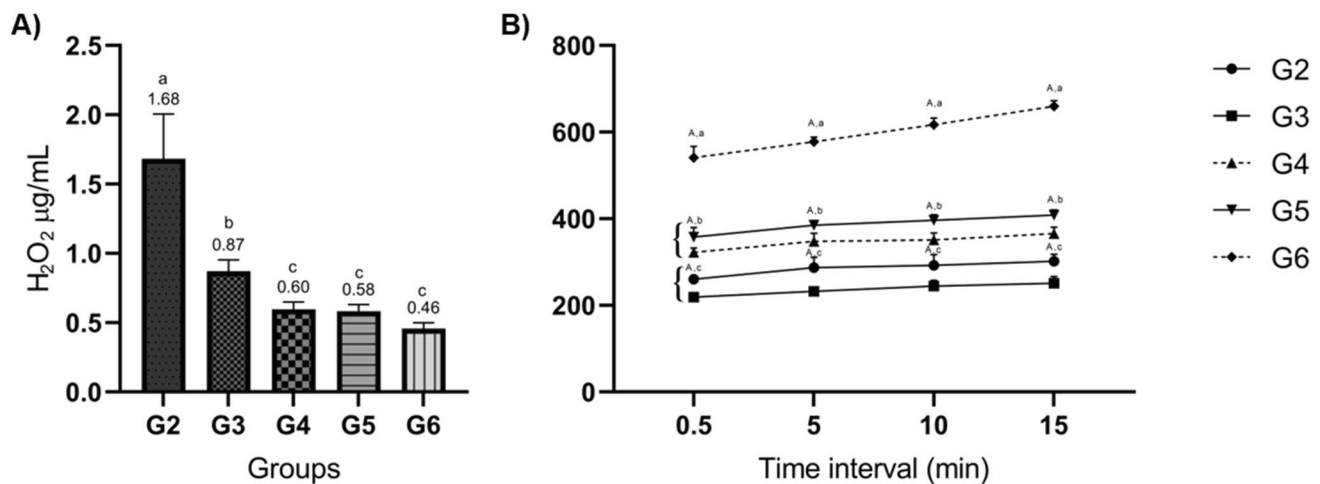 A)
2.5
2.0
1.5
1.0
0.5
0.0
H₂O₂ µg/mL
a
1.68
b
0.87
c
0.60
c
0.58
c
0.46
G2 G3 G4 G5 G6
Groups
B)
800
600
400
200
0
A,a A,a A,a A,a
A,b A,b A,b A,b
A,c A,c A,c A,c
{
{
0.5 5 10 15
Time interval (min)
G2
G3
G4
G5
G6